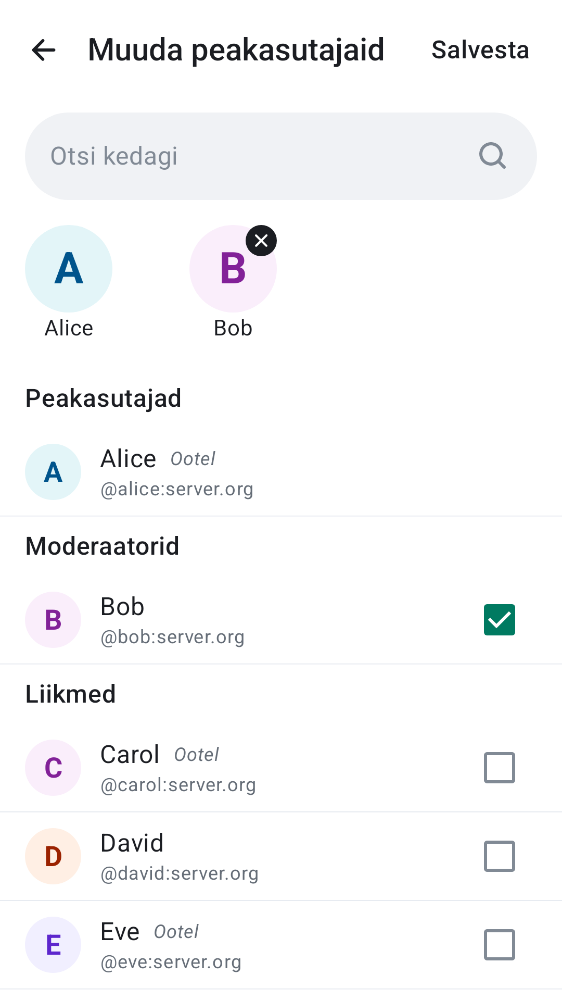 Muuda peakasutajaid
Salvesta
Otsi kedagi
A
B
Alice
Bob
Peakasutajad
A
Alice Ootel
@alice:server.org
Moderaatorid
B
Bob
@bob:server.org
Liikmed
C
Carol Ootel
@carol:server.org
D
David
@david:server.org
E
Eve Ootel
@eve:server.org